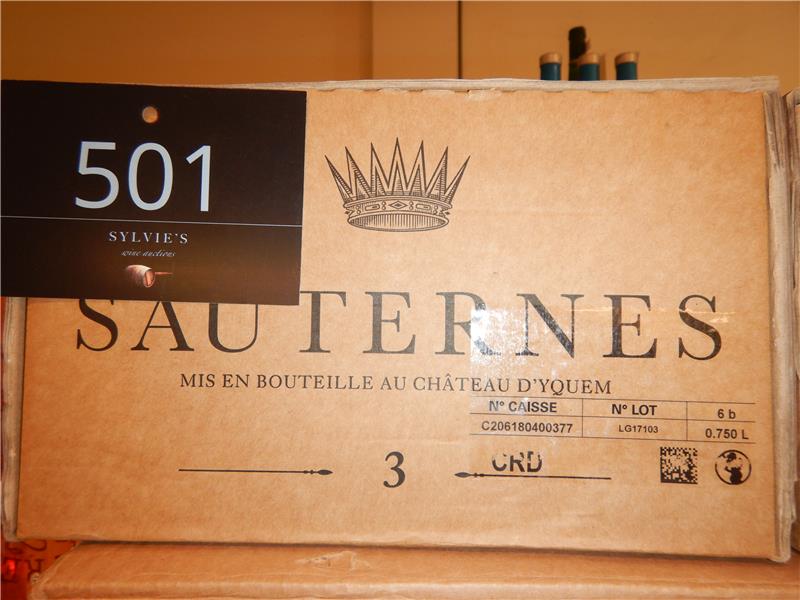 501
SYLVIE'S
wine auctions
SAUTERNES
MIS EN BOUTEILLE AU CHÂTEAU D'YQUEM
N° CAISSE N° LOT 6 b
C206180400377 LG17103 0.750 L
3 CRD